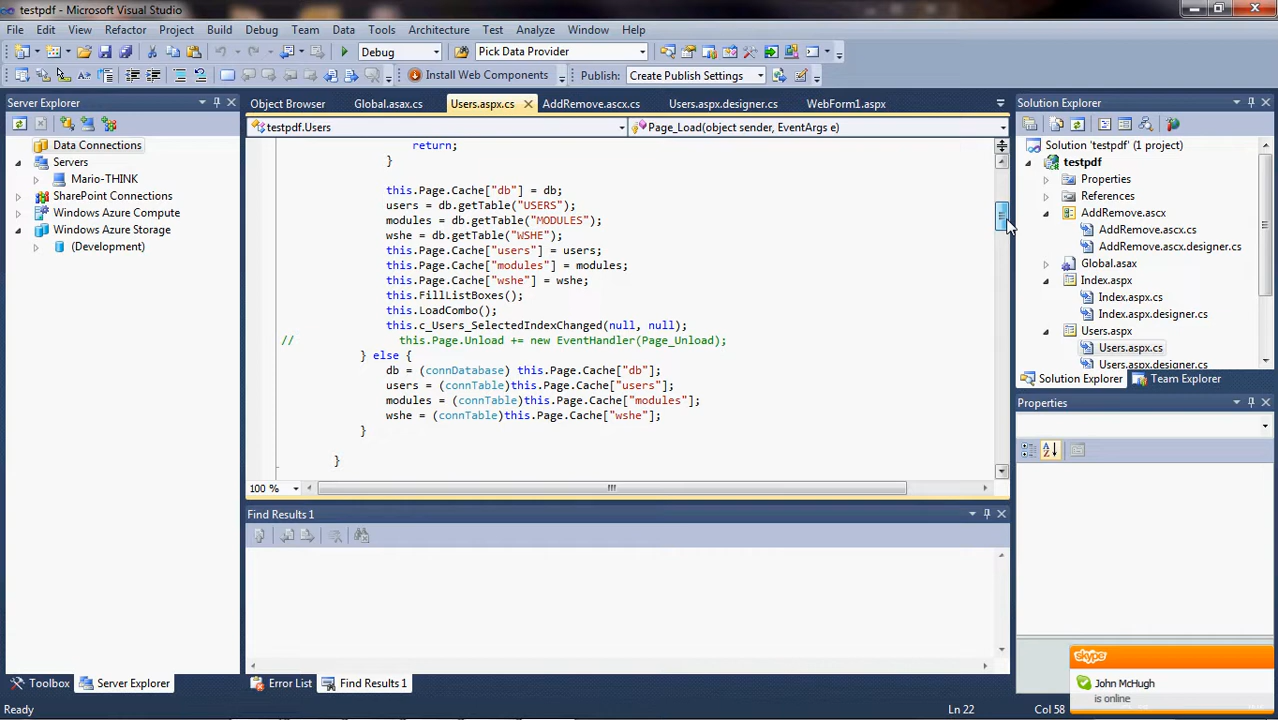 testpdf - Microsoft Visual Studio
File Edit View Refactor Project Build Debug Team Data Tools Architecture Test Analyze Window Help
Debug Pick Data Provider
Install Web Components Publish: Create Publish Settings
Server Explorer
Data Connections
Servers
Mario-THINK
SharePoint Connections
Windows Azure Compute
Windows Azure Storage
(Development)
Toolbox Server Explorer
Object Browser Global.asax.cs Users.aspx.cs AddRemove.ascx.cs Users.aspx.designer.cs WebForm1.aspx
testpdf.Users Page_Load(object sender, EventArgs e)
return;
}
this.Page.Cache["db"] = db;
users = db.getTable("USERS");
modules = db.getTable("MODULES");
wshe = db.getTable("WSHE");
this.Page.Cache["users"] = users;
this.Page.Cache["modules"] = modules;
this.Page.Cache["wshe"] = wshe;
this.FillListBoxes();
this.LoadCombo();
this.c_Users_SelectedIndexChanged(null, null);
// this.Page.Unload += new EventHandler(Page_Unload);
} else {
db = (connDatabase) this.Page.Cache["db"];
users = (connTable)this.Page.Cache["users"];
modules = (connTable)this.Page.Cache["modules"];
wshe = (connTable)this.Page.Cache["wshe"];
}
}
100 %
Find Results 1
Error List Find Results 1
Solution Explorer
Solution 'testpdf' (1 project)
testpdf
Properties
References
AddRemove.ascx
AddRemove.ascx.cs
AddRemove.ascx.designer.cs
Global.asax
Index.aspx
Index.aspx.cs
Index.aspx.designer.cs
Users.aspx
Users.aspx.cs
Users.aspx.designer.cs
Solution Explorer Team Explorer
Properties
skype
John McHugh
is online
Ln 22 Col 58